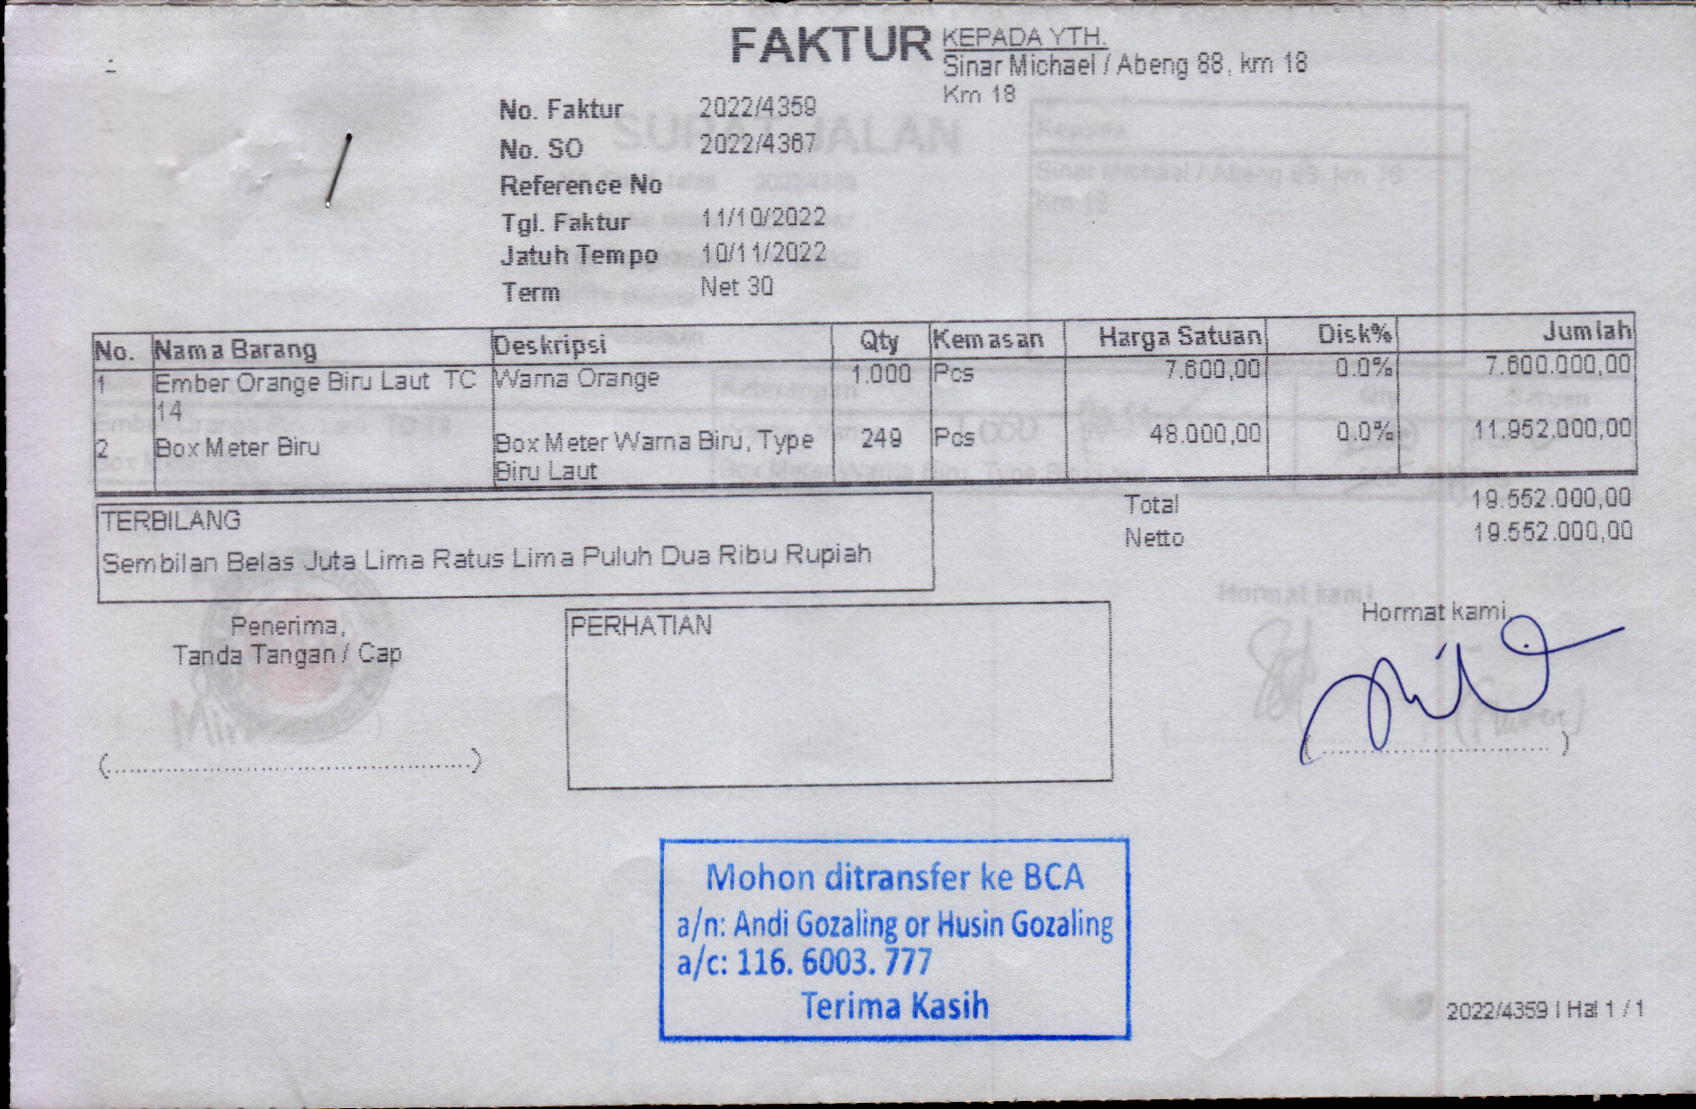 FAKTUR
KEPADA YTH.
Sinar Michael / Abeng 88, km 18
Km 18
No. Faktur 2022/4359
No. SO 2022/4367
Reference No
Tgl. Faktur 11/10/2022
Jatuh Tempo 10/11/2022
Term Net 30
No. Nama Barang Deskripsi Qty Kemasan Harga Satuan Disk% Jumlah
1 Ember Orange Biru Laut TC Warna Orange 1.000 Pcs 7.600,00 0.0% 7.600.000,00
14
2 Box Meter Biru Box Meter Warna Biru, Type 249 Pcs 48.000,00 0.0% 11.952.000,00
Biru Laut
Total 19.552.000,00
Netto 19.552.000,00
TERBILANG
Sembilan Belas Juta Lima Ratus Lima Puluh Dua Ribu Rupiah
Penerima,
Tanda Tangan / Cap
(..................................................)
PERHATIAN
Hormat kami,
(.................................)
Mohon ditransfer ke BCA
a/n: Andi Gozaling or Husin Gozaling
a/c: 116. 6003. 777
Terima Kasih
2022/4359 | Hal 1 / 1